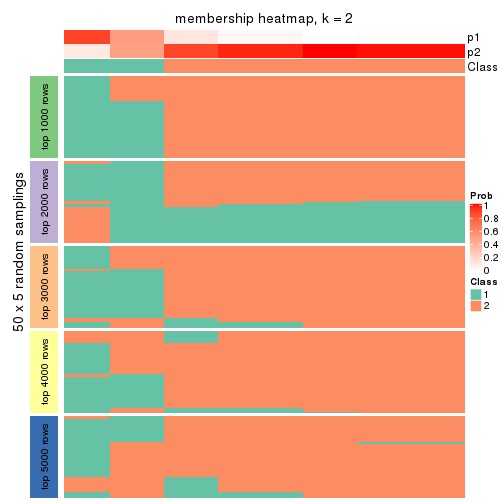 membership heatmap, k = 2
p1
p2
Class
50 x 5 random samplings
top 1000 rows
top 2000 rows
top 3000 rows
top 4000 rows
top 5000 rows
Prob
1
0.8
0.6
0.4
0.2
0
Class
1
2